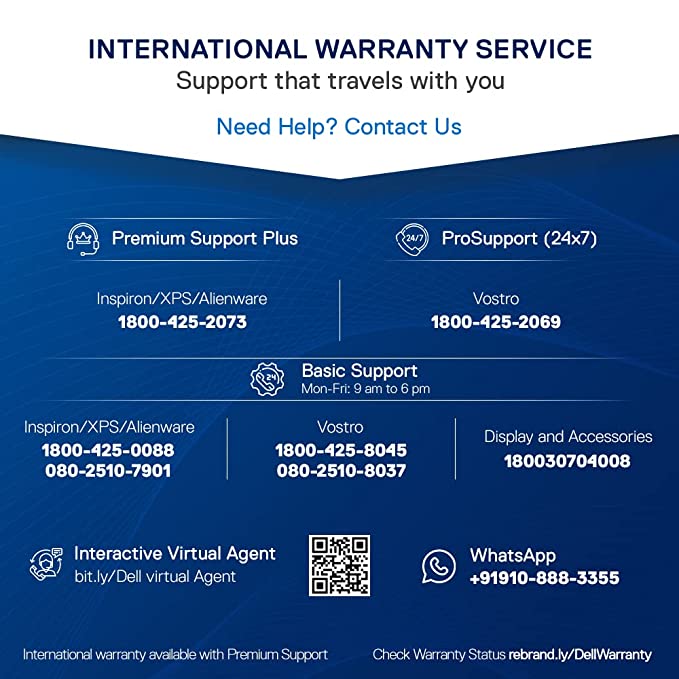 INTERNATIONAL WARRANTY SERVICE
Support that travels with you
Need Help? Contact Us
Premium Support Plus
24/7
ProSupport (24x7)
Inspiron/XPS/Alienware
1800-425-2073
Vostro
1800-425-2069
24
Basic Support
Mon-Fri: 9 am to 6 pm
Inspiron/XPS/Alienware
1800-425-0088
080-2510-7901
Vostro
1800-425-8045
080-2510-8037
Display and Accessories
180030704008
Interactive Virtual Agent
bit.ly/Dell virtual Agent
WhatsApp
+91910-888-3355
International warranty available with Premium Support
Check Warranty Status rebrand.ly/DellWarranty